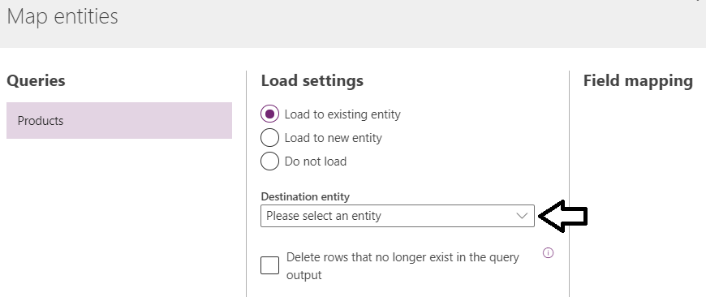 Map entities
Queries
Products
Load settings
Load to existing entity
Load to new entity
Do not load
Destination entity
Please select an entity
Delete rows that no longer exist in the query
output
Field mapping